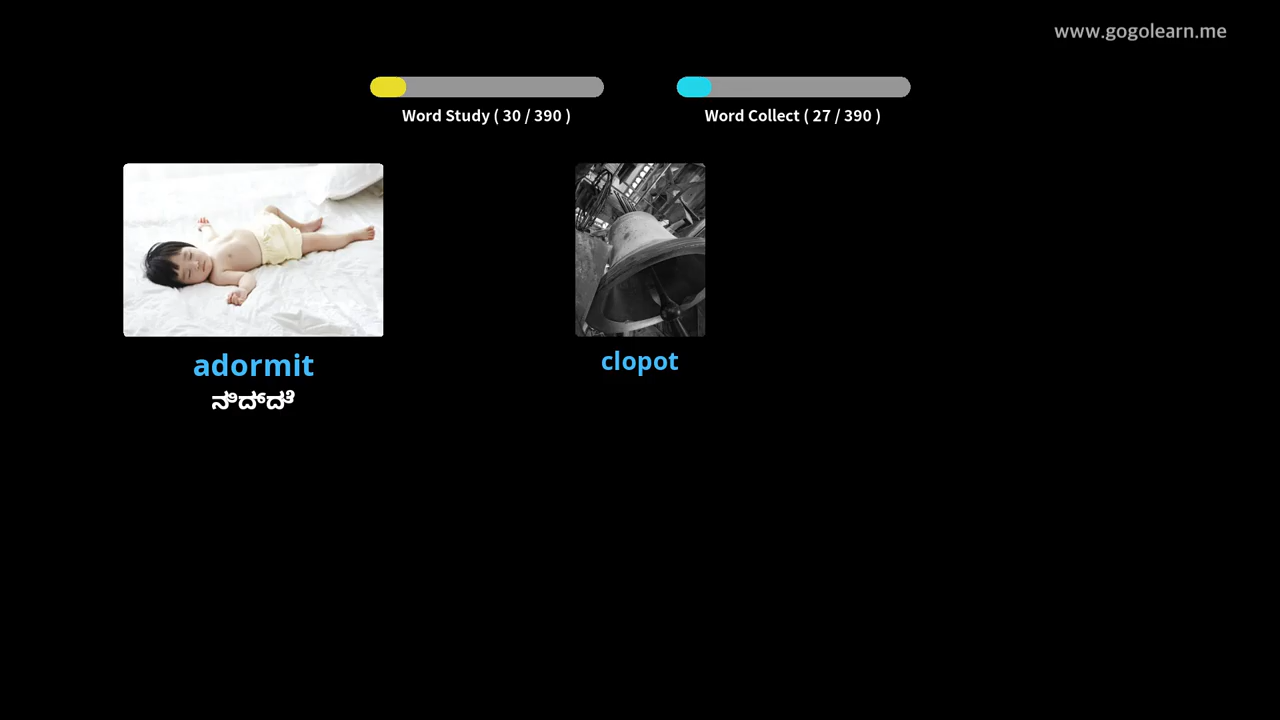 www.gogolearn.me
Word Study ( 30 / 390 )
Word Collect ( 27 / 390 )
adormit
ನಿದ್ದೆ
clopot